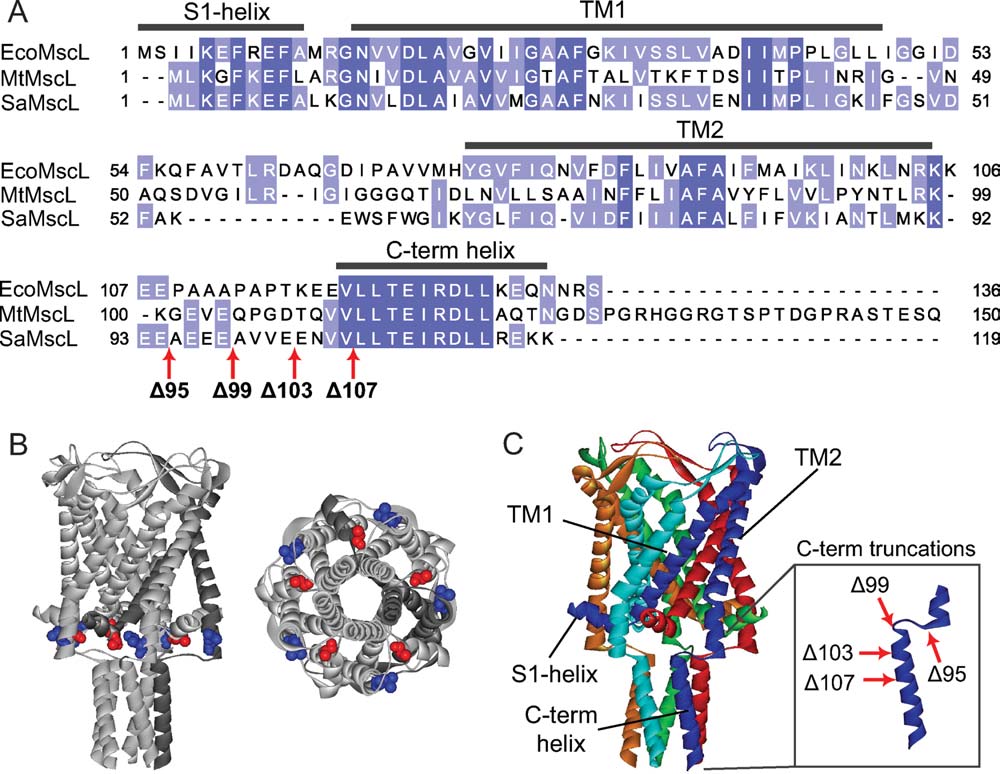 A
S1-helix TM1
EcoMscL 1 MSIIKEFREFAMRGNVVDLAVGVIIGAAFGKIVSSLVADIIMPPLGLLIGGID 53
MtMscL 1 --MLKGFKEFLARGNIVDLAVAVVIGTAFTALVTKFTDSIITPLINRIG--VN 49
SaMscL 1 --MLKEFKEFALKGNVLDLAIAVVMGAAFNKIISSLVENIIMPLIGKIFGSVD 51
TM2
EcoMscL 54 FKQFAVTLRDAQGDIPAVVMHYGVFIQNVFDFLIVAFAIFMAIKLINKLNRKK 106
MtMscL 50 AQSDVGILR--IGIGGGQTIDLNVLLSAAINFFLIAFAVYFLVVLPYNTLRK- 99
SaMscL 52 FAK----------EWSFWGIKYGLFIQ-VIDFIIIAFALFIFVKIANTLMKK- 92
C-term helix
EcoMscL 107 EEPAAAPAPTKEEVLLTEIRDLLKEQNNRS--------------------- 136
MtMscL 100 -KGEVEQPGDTQVVLLTEIRDLLAQTNGDSPGRHGGRGTSPTDGPRASTESQ 150
SaMscL 93 EEAEEEAVVEENVVLLTEIRDLLREKK------------------------ 119
Δ95 Δ99 Δ103 Δ107
B
C
TM2
TM1
C-term truncations
Δ99
Δ103
Δ107
Δ95
S1-helix
C-term
helix